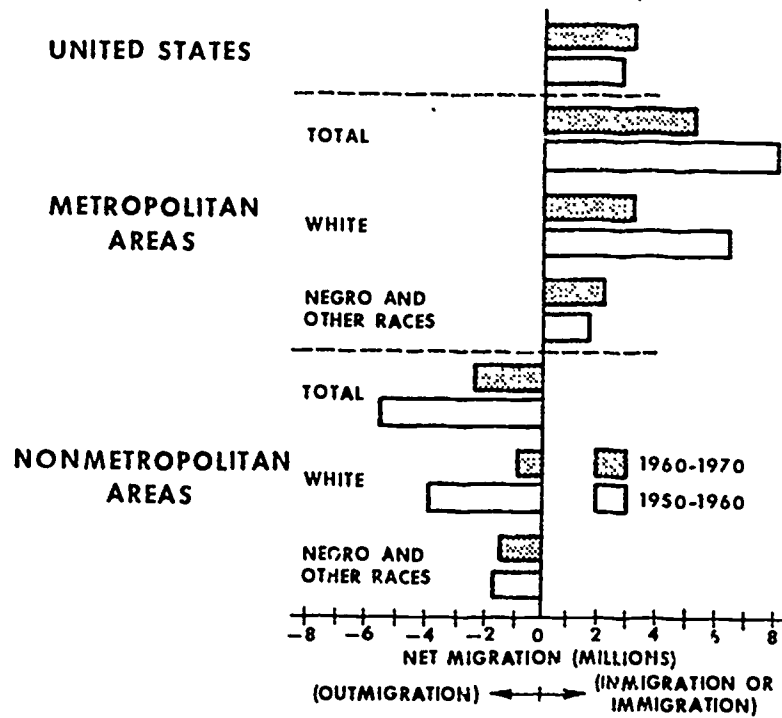 UNITED STATES
METROPOLITAN
AREAS
TOTAL
WHITE
NEGRO AND
OTHER RACES
NONMETROPOLITAN
AREAS
TOTAL
WHITE
NEGRO AND
OTHER RACES
1960-1970
1950-1960
-8 -6 -4 -2 0 2 4 6 8
NET MIGRATION (MILLIONS)
(OUTMIGRATION) (INMIGRATION OR
IMMIGRATION)